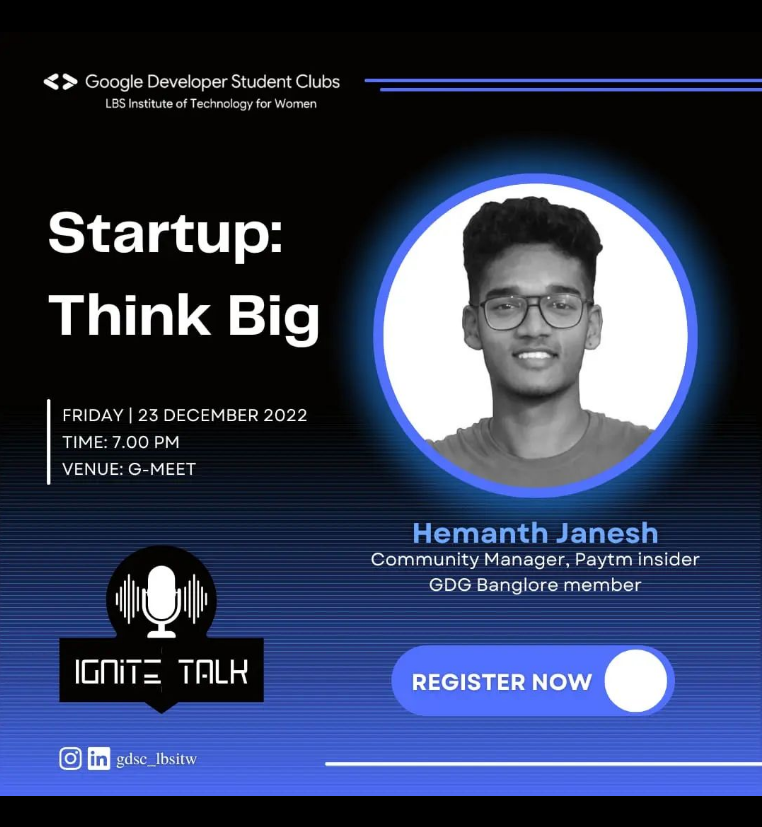 Google Developer Student Clubs
LBS Institute of Technology for Women
Startup:
Think Big
FRIDAY | 23 DECEMBER 2022
TIME: 7.00 PM
VENUE: G-MEET
Hemanth Janesh
Community Manager, Paytm insider
GDG Banglore member
IGNITE TALK
REGISTER NOW
in gdsc_lbsitw